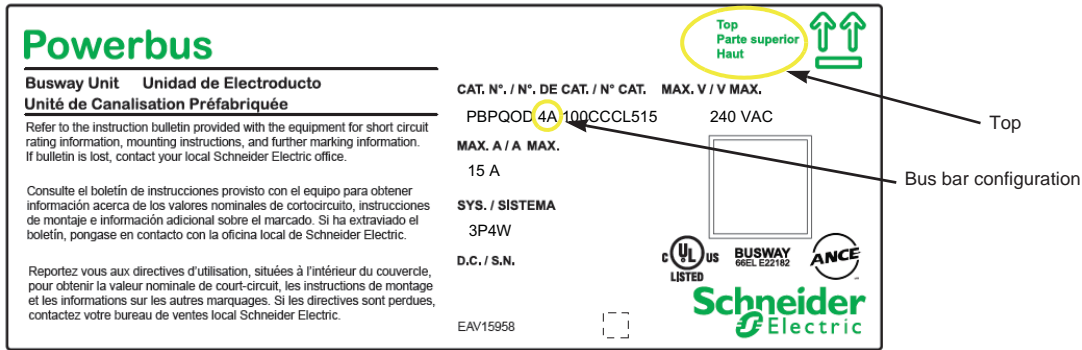 Powerbus
Busway Unit Unidad de Electroducto
Unité de Canalisation Préfabriquée
Refer to the instruction bulletin provided with the equipment for short circuit
rating information, mounting instructions, and further marking information.
If bulletin is lost, contact your local Schneider Electric office.
Consulte el boletín de instrucciones provisto con el equipo para obtener
información acerca de los valores nominales de cortocircuito, instrucciones
de montaje e información adicional sobre el marcado. Si ha extraviado el
boletín, pongase en contacto con la oficina local de Schneider Electric.
Reportez vous aux directives d'utilisation, situées à l'intérieur du couvercle,
pour obtenir la valeur nominale de court-circuit, les instructions de montage
et les informations sur les autres marquages. Si les directives sont perdues,
contactez votre bureau de ventes local Schneider Electric.
Top
Parte superior
Haut
CAT. Nº. / Nº. DE CAT. / Nº CAT. MAX. V / V MAX.
PBPQOD 4A 100CCCL515 240 VAC
MAX. A / A MAX.
15 A
SYS. / SISTEMA
3P4W
D.C. / S.N.
EAV15958
C UL US
LISTED
BUSWAY
66EL E22182
ANCE
Schneider
Electric
Top
Bus bar configuration